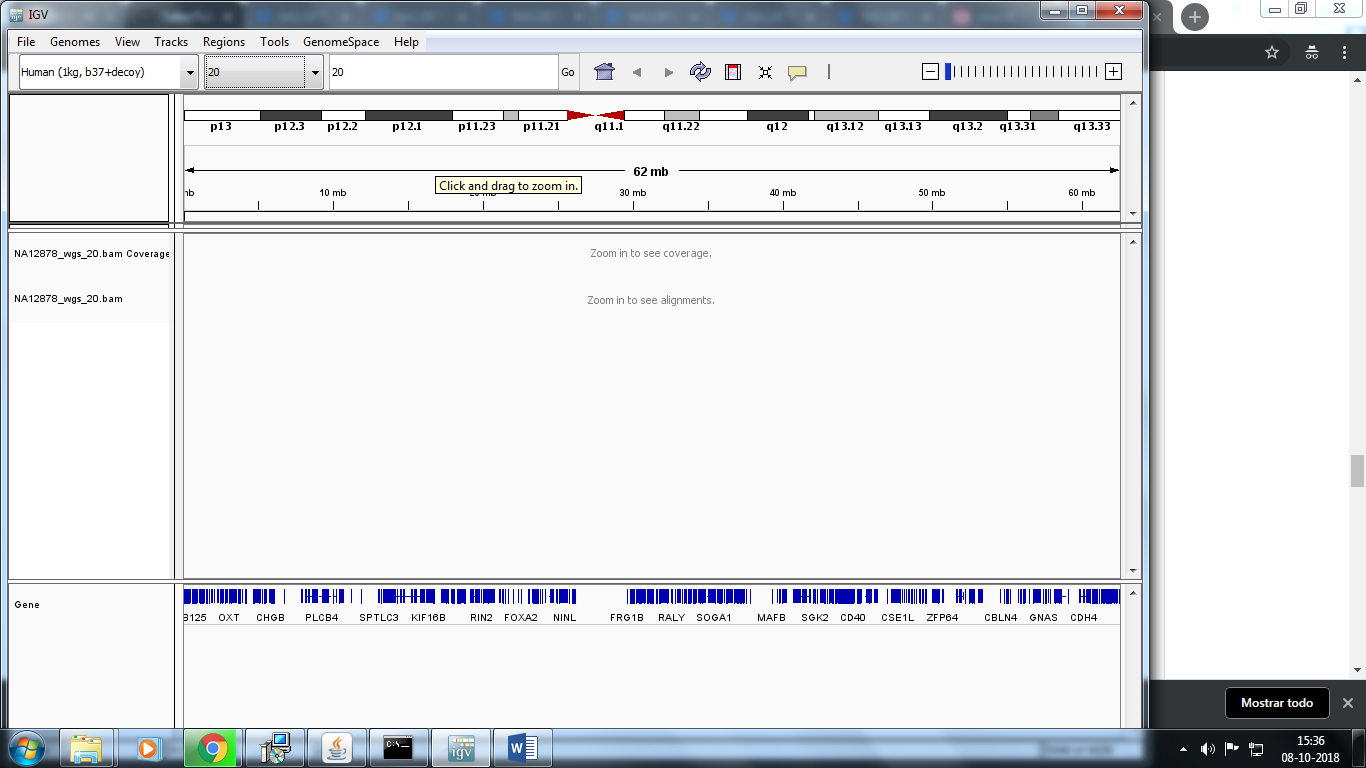 IGV
File Genomes View Tracks Regions Tools GenomeSpace Help
Human (1kg, b37+decoy) 20 20 Go
p13 p12.3 p12.2 p12.1 p11.23 p11.21 q11.1 q11.22 q12 q13.12 q13.13 q13.2 q13.31 q13.33
62 mb
Click and drag to zoom in.
mb 10 mb 30 mb 40 mb 50 mb 60 mb
NA12878_wgs_20.bam Coverage Zoom in to see coverage.
NA12878_wgs_20.bam Zoom in to see alignments.
Gene
B125 OXT CHGB PLCB4 SPTLC3 KIF16B RIN2 FOXA2 NINL FRG1B RALY SOGA1 MAFB SGK2 CD40 CSE1L ZFP64 CBLN4 GNAS CDH4
Mostrar todo
C:\_
igv
W
15:36
08-10-2018